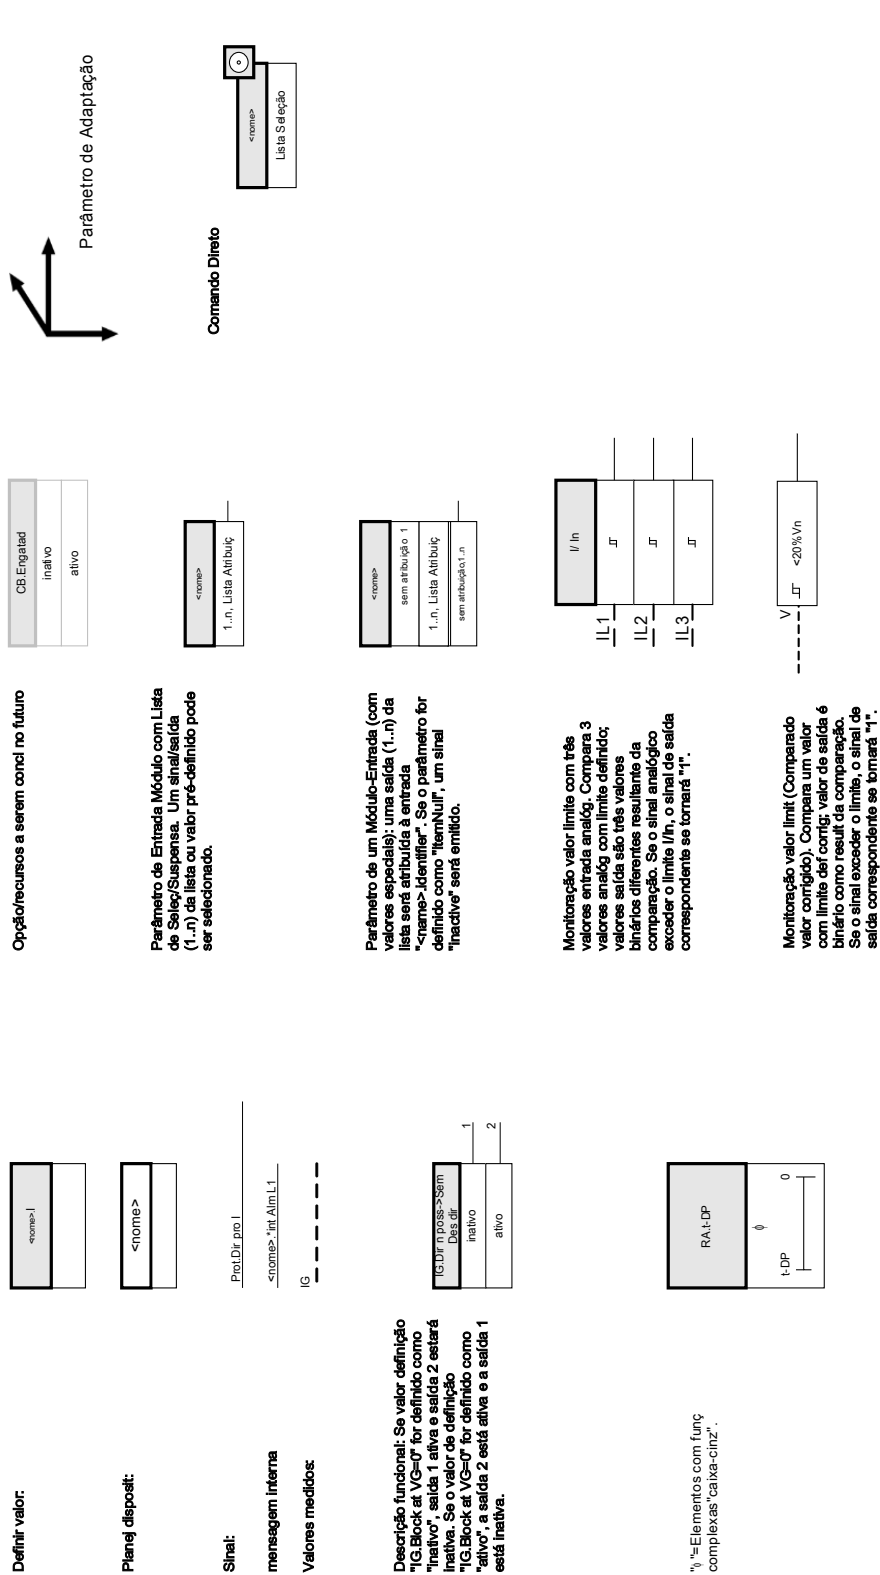 Definir valor:
<nome>.I
Planej disposit:
<nome>
Sinal:
Prot.Dir pro I
mensagem interna
<nome>.*int Alm L1
Valores medidos:
IG
Descrição funcional: Se valor definição
"IG.Block at VG=0" for definido como
"inativo", saída 1 ativa e saída 2 estará
inativa. Se o valor de definição
"IG.Block at VG=0" for definido como
"ativo", a saída 2 está ativa e a saída 1
está inativa.
IG.Dir n poss->Sem
Des dir
inativo
1
ativo
2
"ϕ"=Elementos com funç
complexas"caixa-cinz".
RA.t-DP
ϕ
t-DP
0
Opção/recursos a serem concl no futuro
CB.Engatad
inativo
ativo
Parâmetro de Entrada Módulo com Lista
de Seleç/Suspensa. Um sinal/saída
(1..n) da lista ou valor pré-definido pode
ser selecionado.
<nome>
1..n, Lista Atribuiç
Parâmetro de um Módulo-Entrada (com
valores especiais): uma saída (1..n) da
lista será atribuída à entrada
"<name>.Identifier". Se o parâmetro for
definido como "ItemNull", um sinal
"Inactive" será emitido.
<nome>
sem atribuição 1
1..n, Lista Atribuiç
sem atribuição,1..n
Monitoração valor limite com três
valores entrada analóg. Compara 3
valores analóg com limite definido;
valores saída são três valores
binários diferentes resultante da
comparação. Se o sinal analógico
exceder o limite I/In, o sinal de saída
correspondente se tornará "1".
I/ In
IL1
IL2
IL3
Monitoração valor limit (Comparado
valor corrigido). Compara um valor
com limite def corrig; valor de saída é
binário como result da comparação.
Se o sinal exceder o limite, o sinal de
saída correspondente se tornará "1".
V
<20%Vn
Parâmetro de Adaptação
Comando Direto
<nome>
Lista Seleção